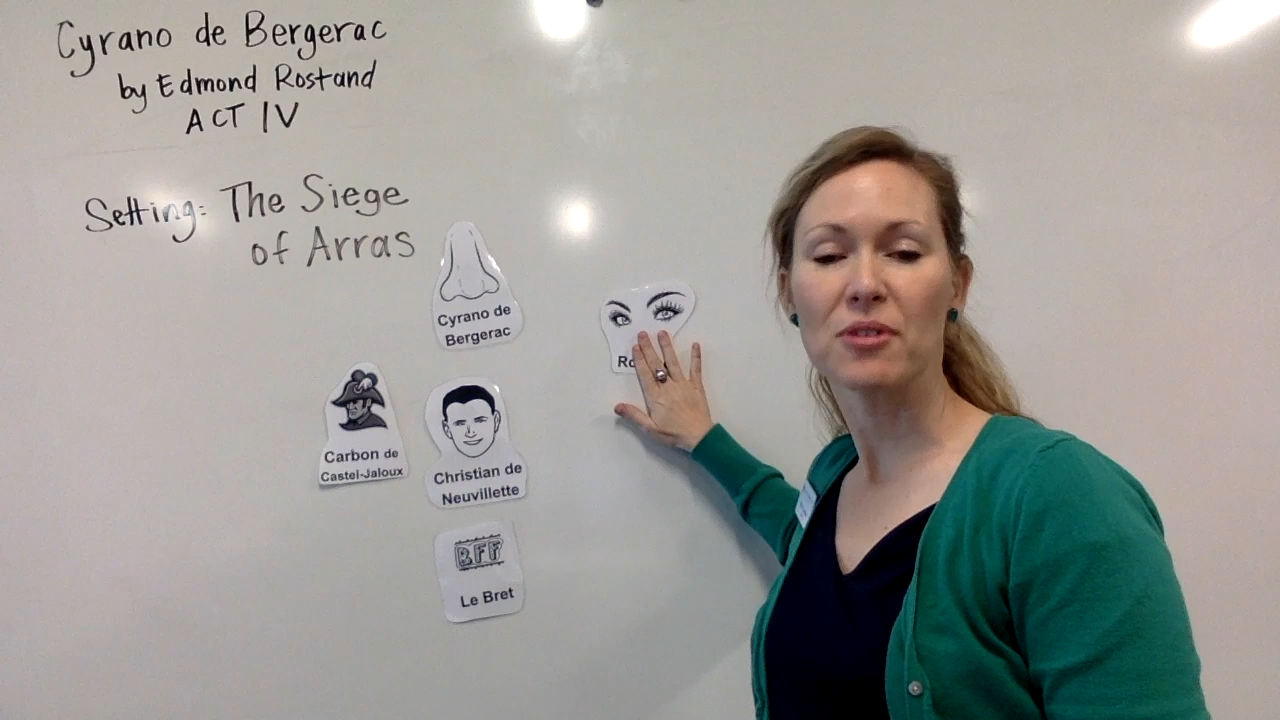 Cyrano de Bergerac
by Edmond Rostand
ACT IV
Setting: The Siege
of Arras
Cyrano de
Bergerac
Carbon de
Castel-Jaloux
Christian de
Neuvillette
BFF
Le Bret